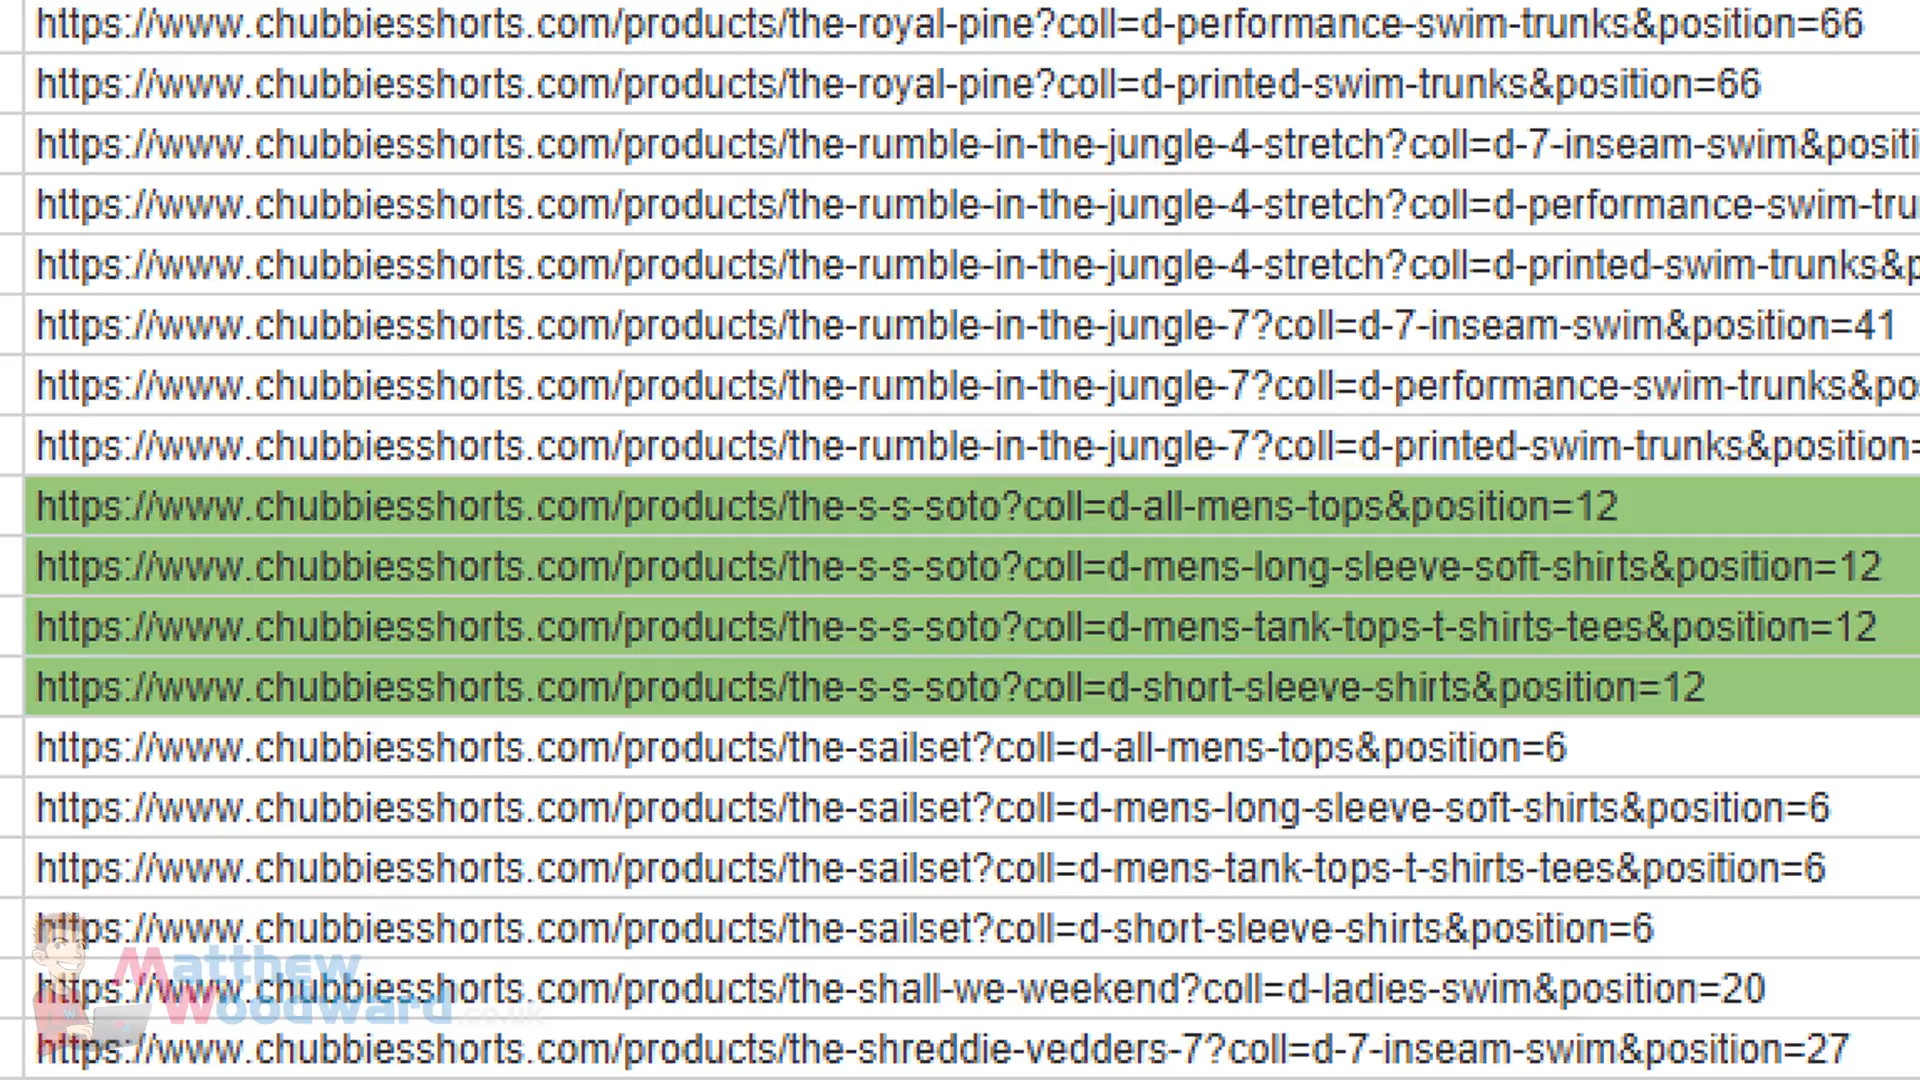 https://www.chubbiesshorts.com/products/the-royal-pine?coll=d-performance-swim-trunks&position=66
https://www.chubbiesshorts.com/products/the-royal-pine?coll=d-printed-swim-trunks&position=66
https://www.chubbiesshorts.com/products/the-rumble-in-the-jungle-4-stretch?coll=d-7-inseam-swim&positi
https://www.chubbiesshorts.com/products/the-rumble-in-the-jungle-4-stretch?coll=d-performance-swim-tru
https://www.chubbiesshorts.com/products/the-rumble-in-the-jungle-4-stretch?coll=d-printed-swim-trunks&p
https://www.chubbiesshorts.com/products/the-rumble-in-the-jungle-7?coll=d-7-inseam-swim&position=41
https://www.chubbiesshorts.com/products/the-rumble-in-the-jungle-7?coll=d-performance-swim-trunks&po
https://www.chubbiesshorts.com/products/the-rumble-in-the-jungle-7?coll=d-printed-swim-trunks&position=
https://www.chubbiesshorts.com/products/the-s-s-soto?coll=d-all-mens-tops&position=12
https://www.chubbiesshorts.com/products/the-s-s-soto?coll=d-mens-long-sleeve-soft-shirts&position=12
https://www.chubbiesshorts.com/products/the-s-s-soto?coll=d-mens-tank-tops-t-shirts-tees&position=12
https://www.chubbiesshorts.com/products/the-s-s-soto?coll=d-short-sleeve-shirts&position=12
https://www.chubbiesshorts.com/products/the-sailset?coll=d-all-mens-tops&position=6
https://www.chubbiesshorts.com/products/the-sailset?coll=d-mens-long-sleeve-soft-shirts&position=6
https://www.chubbiesshorts.com/products/the-sailset?coll=d-mens-tank-tops-t-shirts-tees&position=6
https://www.chubbiesshorts.com/products/the-sailset?coll=d-short-sleeve-shirts&position=6
https://www.chubbiesshorts.com/products/the-shall-we-weekend?coll=d-ladies-swim&position=20
https://www.chubbiesshorts.com/products/the-shreddie-vedders-7?coll=d-7-inseam-swim&position=27
Matthew
Woodward.co.uk